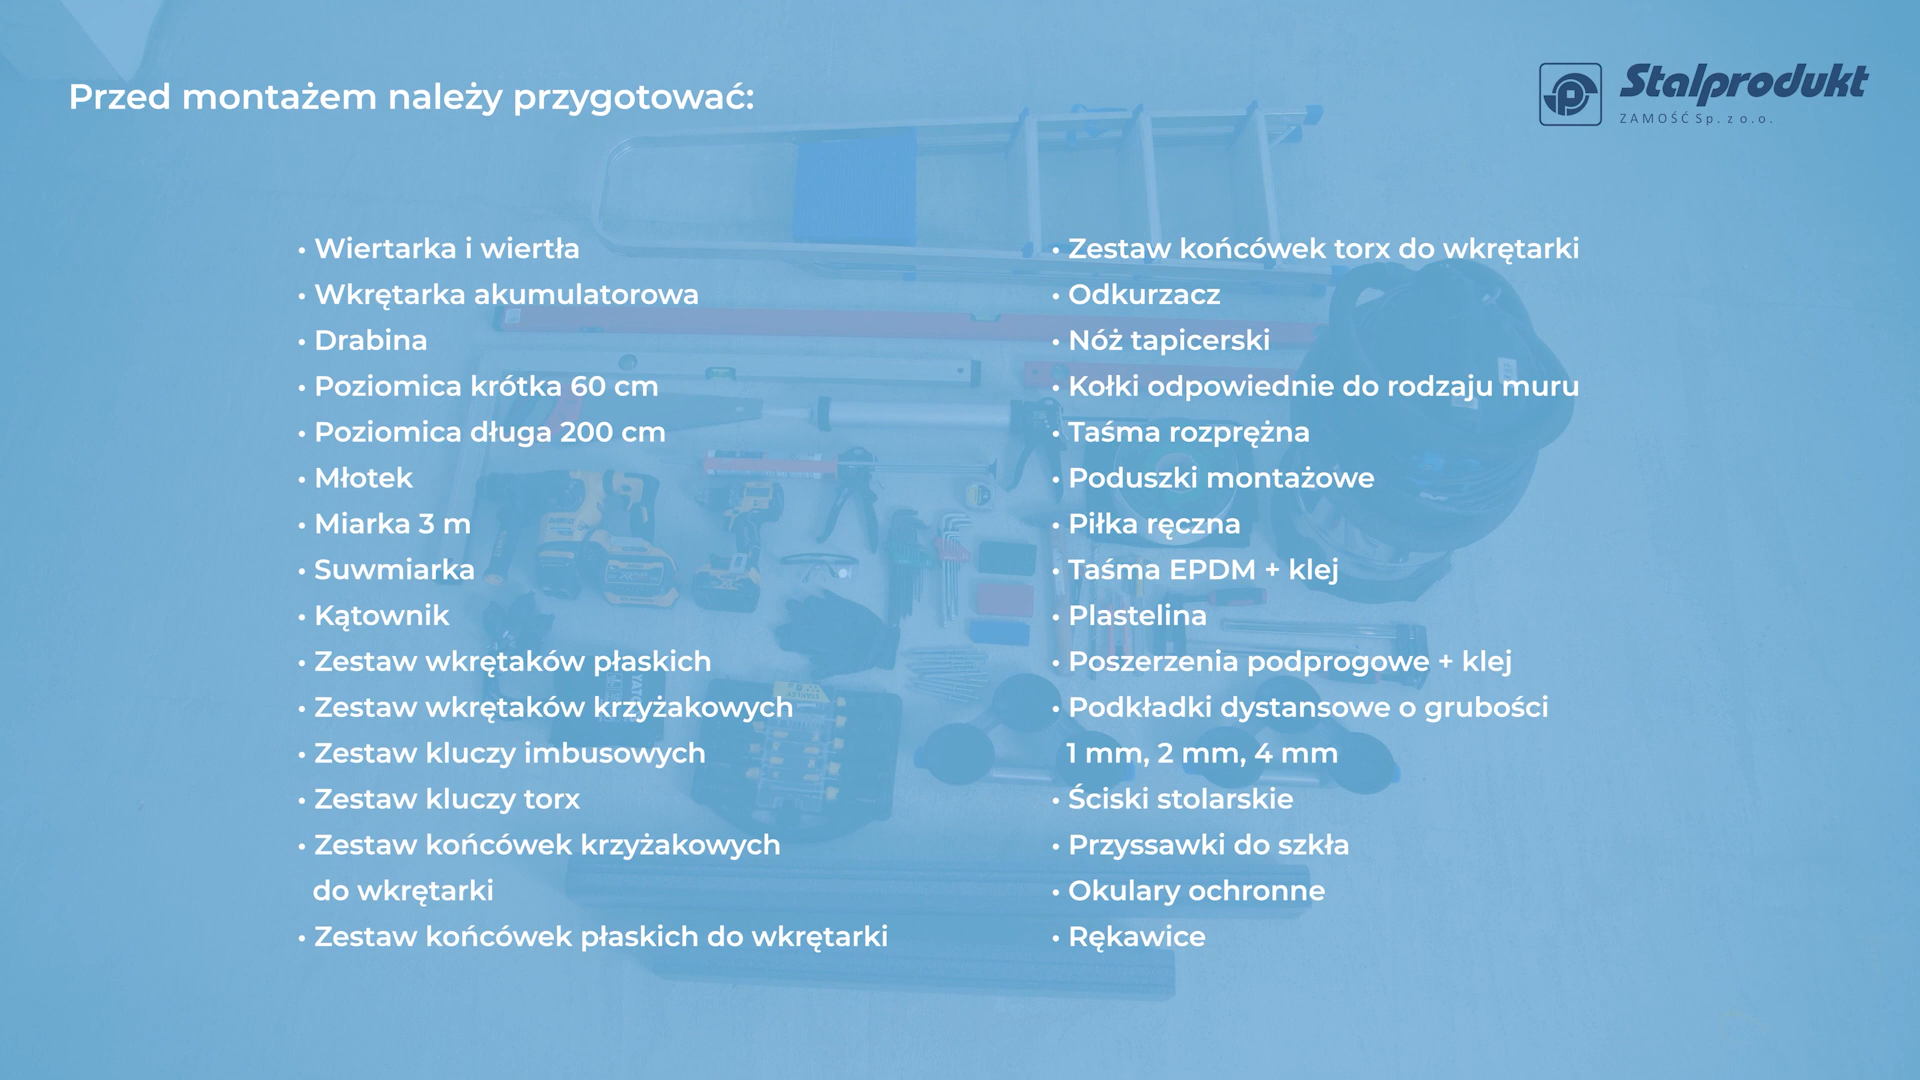 Przed montażem należy przygotować:
Stalprodukt
ZAMOŚĆ Sp. z o.o.
• Wiertarka i wiertła
• Wkrętarka akumulatorowa
• Drabina
• Poziomica krótka 60 cm
• Poziomica długa 200 cm
• Młotek
• Miarka 3 m
• Suwmiarka
• Kątownik
• Zestaw wkrętaków płaskich
• Zestaw wkrętaków krzyżakowych
• Zestaw kluczy imbusowych
• Zestaw kluczy torx
• Zestaw końcówek krzyżakowych
do wkrętarki
• Zestaw końcówek płaskich do wkrętarki
• Zestaw końcówek torx do wkrętarki
• Odkurzacz
• Nóż tapicerski
• Kołki odpowiednie do rodzaju muru
• Taśma rozprężna
• Poduszki montażowe
• Piłka ręczna
• Taśma EPDM + klej
• Plastelina
• Poszerzenia podprogowe + klej
• Podkładki dystansowe o grubości
1 mm, 2 mm, 4 mm
• Ściski stolarskie
• Przyssawki do szkła
• Okulary ochronne
• Rękawice